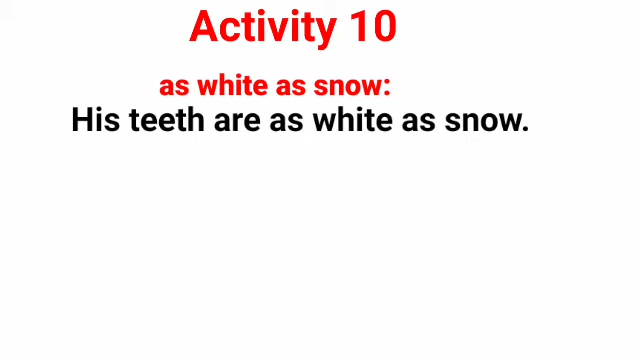 Activity 10
as white as snow:
His teeth are as white as snow.